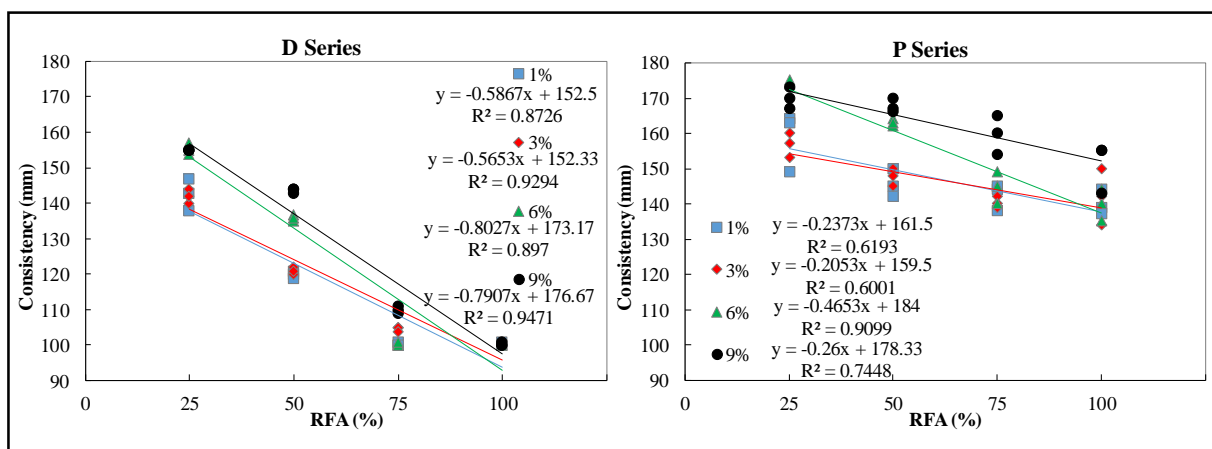 D Series
180
170
160
150
140
130
120
110
100
90
Consistency (mm)
0
25
50
75
100
RFA (%)
1%
y = -0.5867x + 152.5
R² = 0.8726
3%
y = -0.5653x + 152.33
R² = 0.9294
6%
y = -0.8027x + 173.17
R² = 0.897
9%
y = -0.7907x + 176.67
R² = 0.9471
P Series
180
170
160
150
140
130
120
110
100
90
Consistency (mm)
0
25
50
75
100
RFA (%)
1%
y = -0.2373x + 161.5
R² = 0.6193
3%
y = -0.2053x + 159.5
R² = 0.6001
6%
y = -0.4653x + 184
R² = 0.9099
9%
y = -0.26x + 178.33
R² = 0.7448